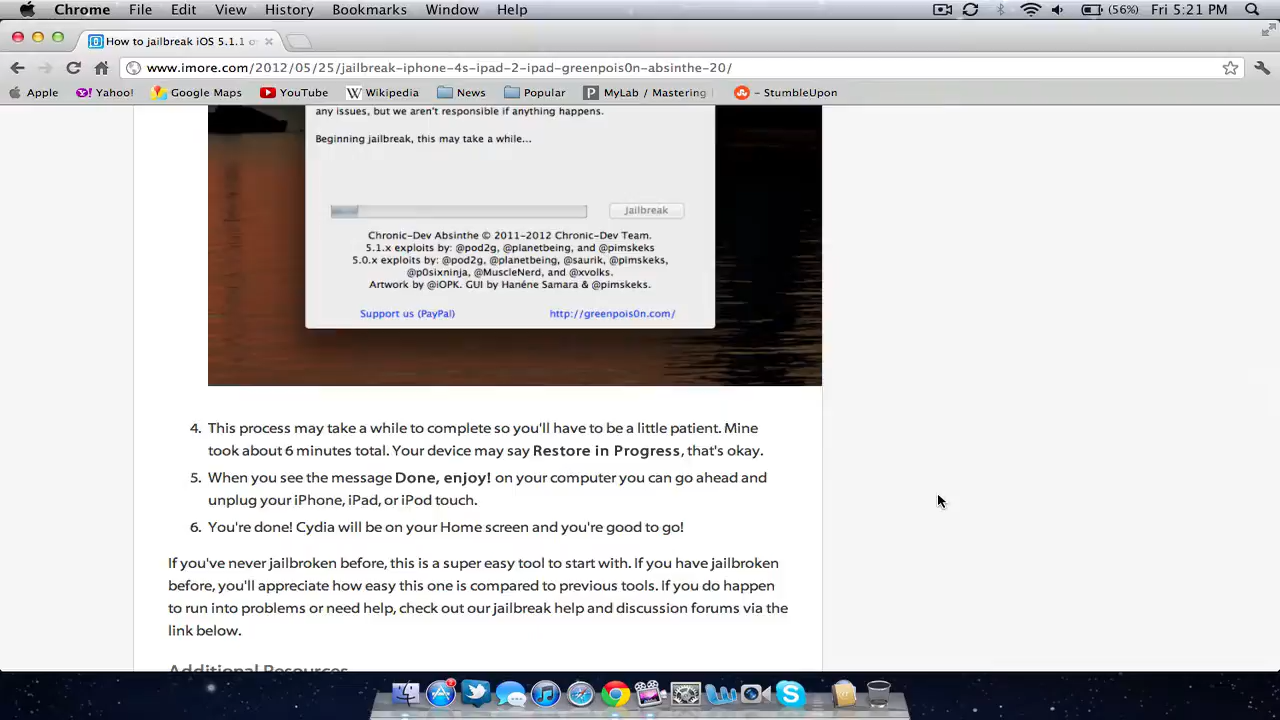 Chrome File Edit View History Bookmarks Window Help (56%) Fri 5:21 PM
How to jailbreak iOS 5.1.1
www.imore.com/2012/05/25/jailbreak-iphone-4s-ipad-2-ipad-greenpois0n-absinthe-20/
Apple Yahoo! Google Maps YouTube Wikipedia News Popular MyLab / Mastering - StumbleUpon
any issues, but we aren't responsible if anything happens.
Beginning jailbreak, this may take a while...
Jailbreak
Chronic-Dev Absinthe © 2011-2012 Chronic-Dev Team.
5.1.x exploits by: @pod2g, @planetbeing, and @pimskeks
5.0.x exploits by: @pod2g, @planetbeing, @saurik, @pimskeks,
@p0sixninja, @MuscleNerd, and @xvolks.
Artwork by @iOPK. GUI by Hanéne Samara & @pimskeks.
Support us (PayPal) http://greenpois0n.com/
4. This process may take a while to complete so you'll have to be a little patient. Mine
took about 6 minutes total. Your device may say Restore in Progress, that's okay.
5. When you see the message Done, enjoy! on your computer you can go ahead and
unplug your iPhone, iPad, or iPod touch.
6. You're done! Cydia will be on your Home screen and you're good to go!
If you've never jailbroken before, this is a super easy tool to start with. If you have jailbroken
before, you'll appreciate how easy this one is compared to previous tools. If you do happen
to run into problems or need help, check out our jailbreak help and discussion forums via the
link below.
Additional Resources